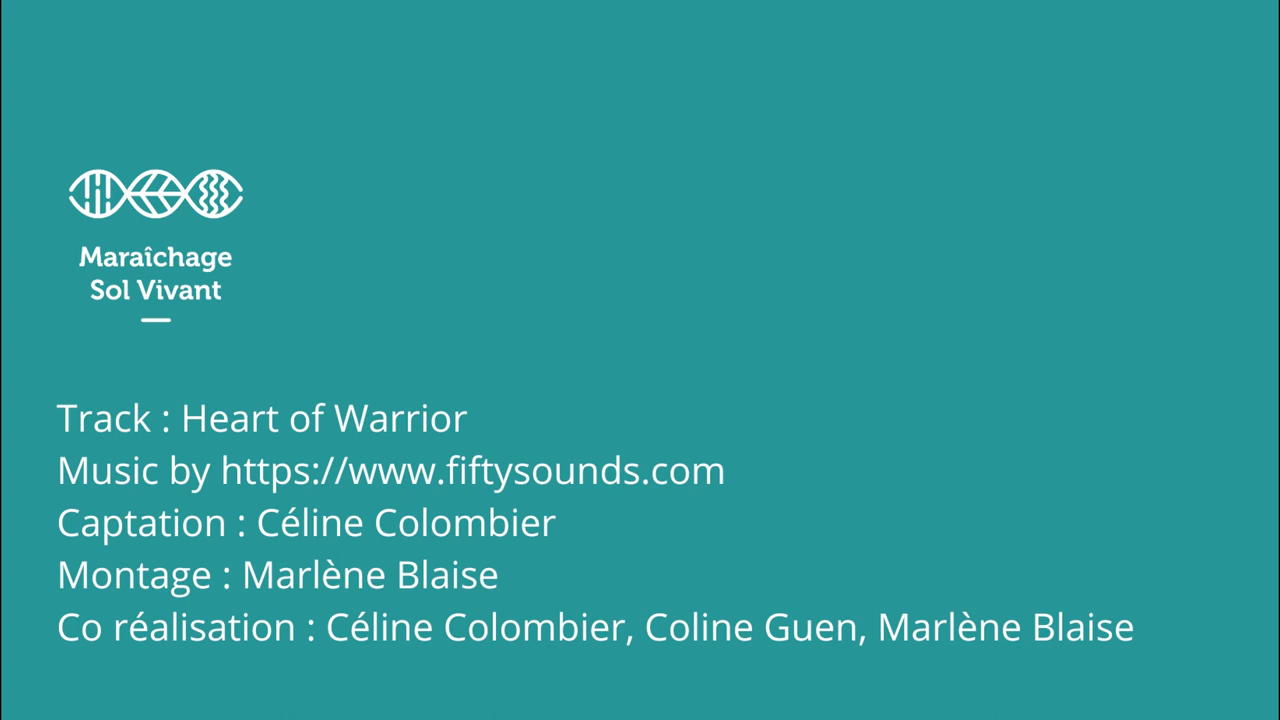 Maraîchage
Sol Vivant
Track : Heart of Warrior
Music by https://www.fiftysounds.com
Captation : Céline Colombier
Montage : Marlène Blaise
Co réalisation : Céline Colombier, Coline Guen, Marlène Blaise